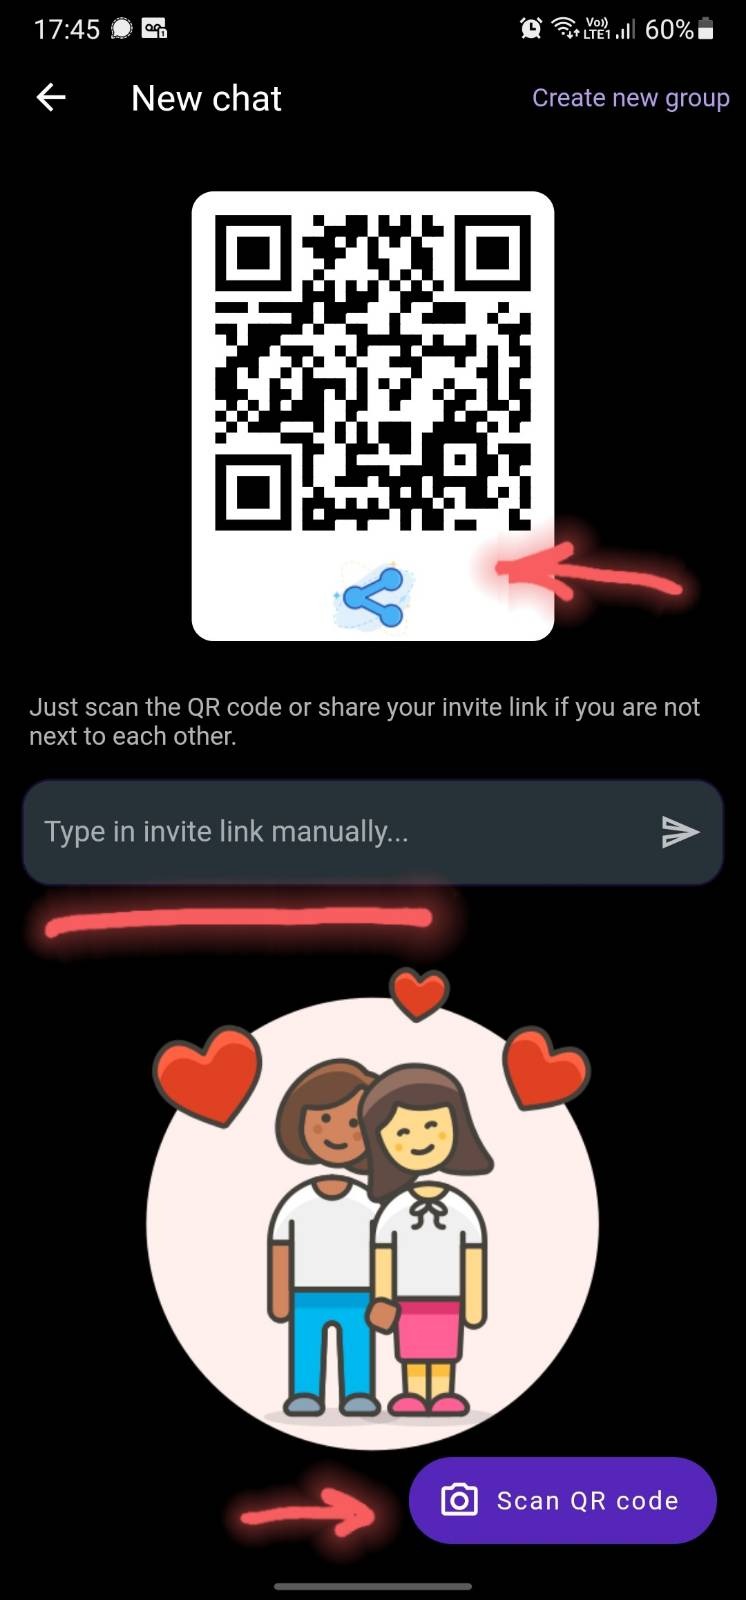 17:45
Vo))
LTE1
60%
New chat
Create new group
Just scan the QR code or share your invite link if you are not
next to each other.
Type in invite link manually...
Scan QR code